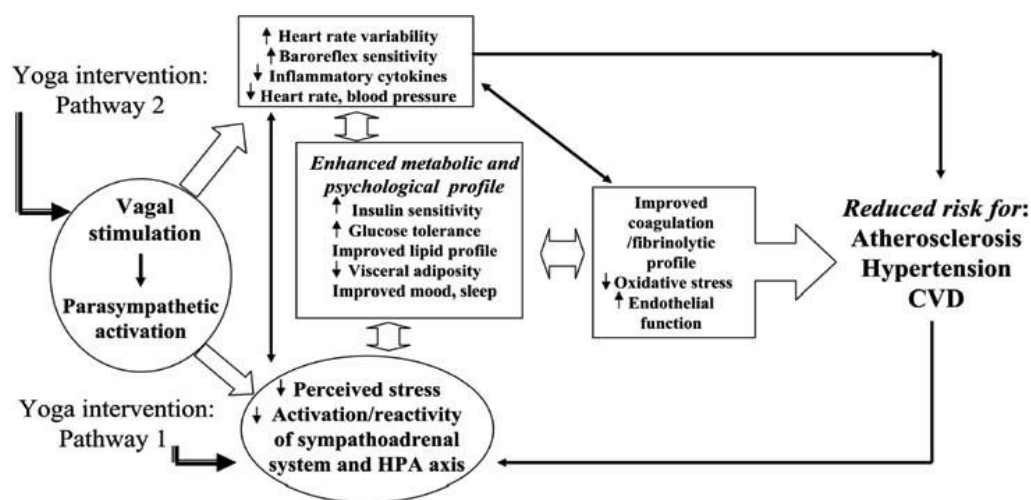 ↑ Heart rate variability
↑ Baroreflex sensitivity
↓ Inflammatory cytokines
↓ Heart rate, blood pressure
Yoga intervention:
Pathway 2
Enhanced metabolic and
psychological profile
↑ Insulin sensitivity
↑ Glucose tolerance
Improved lipid profile
↓ Visceral adiposity
Improved mood, sleep
Vagal
stimulation
Parasympathetic
activation
Improved
coagulation
/fibrinolytic
profile
↓ Oxidative stress
↑ Endothelial
function
Reduced risk for:
Atherosclerosis
Hypertension
CVD
Yoga intervention:
Pathway 1
↓ Perceived stress
↓ Activation/reactivity
of sympathoadrenal
system and HPA axis